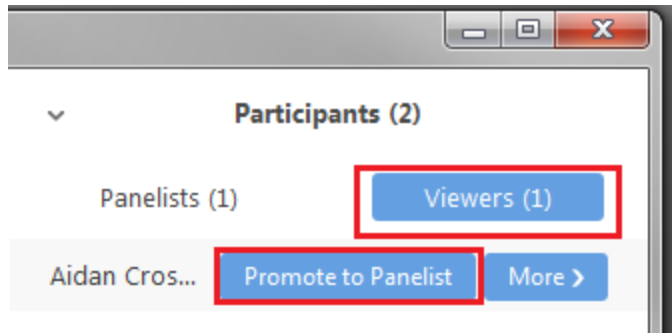 Participants (2)
Panelists (1) Viewers (1)
Aidan Cros... Promote to Panelist More